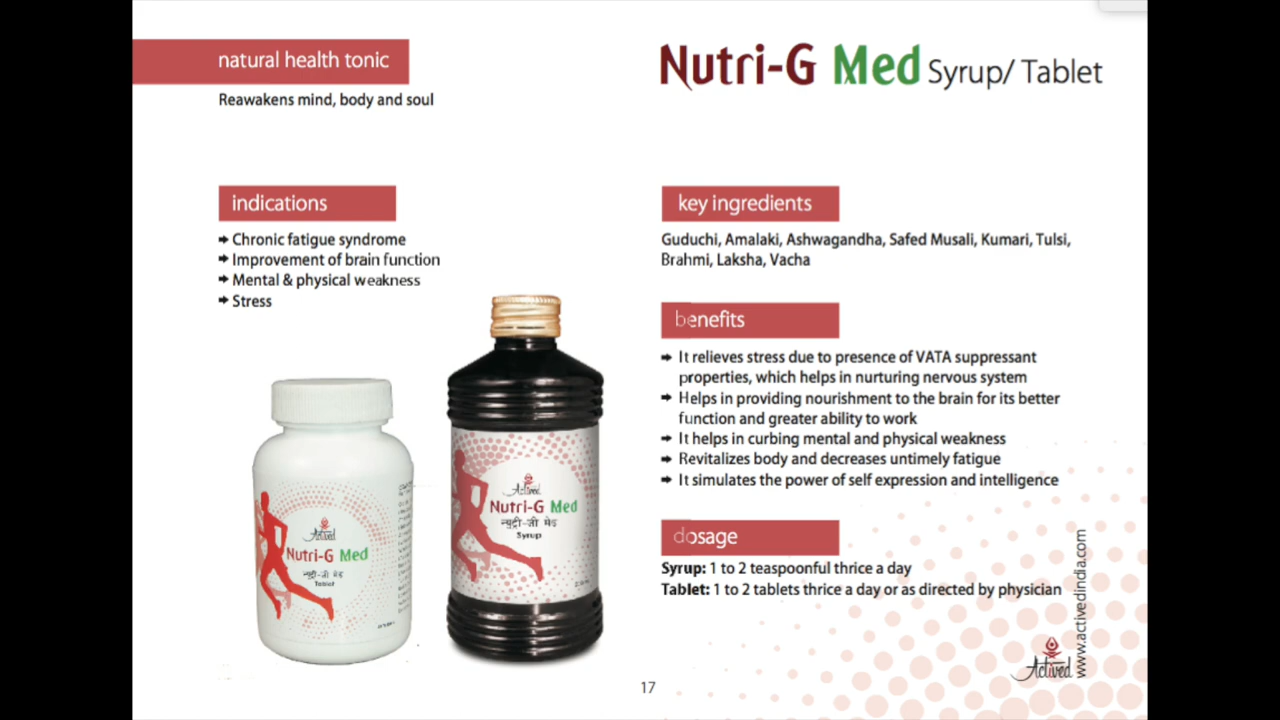 natural health tonic
Reawakens mind, body and soul
Nutri-G Med Syrup/ Tablet
indications
➔ Chronic fatigue syndrome
➔ Improvement of brain function
➔ Mental & physical weakness
➔ Stress
key ingredients
Guduchi, Amalaki, Ashwagandha, Safed Musali, Kumari, Tulsi,
Brahmi, Laksha, Vacha
benefits
➔ It relieves stress due to presence of VATA suppressant
properties, which helps in nurturing nervous system
➔ Helps in providing nourishment to the brain for its better
function and greater ability to work
➔ It helps in curbing mental and physical weakness
➔ Revitalizes body and decreases untimely fatigue
➔ It simulates the power of self expression and intelligence
dosage
Syrup: 1 to 2 teaspoonful thrice a day
Tablet: 1 to 2 tablets thrice a day or as directed by physician
Actived
Nutri-G Med
न्युट्री-जी मेड
Tablet
Actived
Nutri-G Med
न्युट्री-जी मेड
Syrup
Actived
www.activedindia.com
17